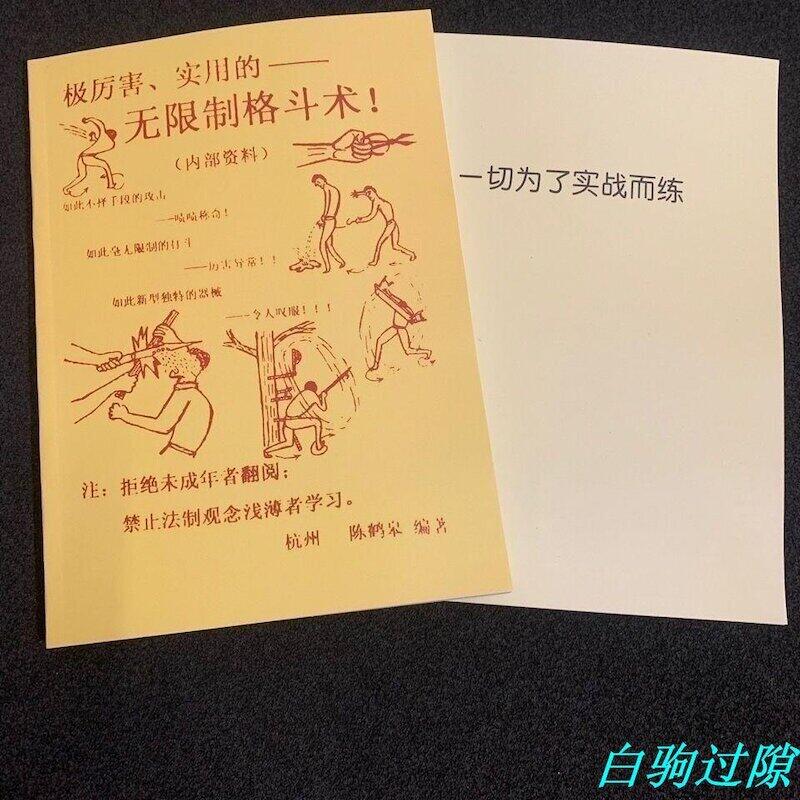 极厉害、实用的——
无限制格斗术！
（内部资料）
如此不择手段的攻击
——啧啧称奇！
如此毫无限制的打斗
——厉害异常！！
如此新型独特的器械
——令人叹服！！！
注：拒绝未成年者翻阅；
禁止法制观念浅薄者学习。
杭州 陈鹤皋 编著
一切为了实战而练
白驹过隙